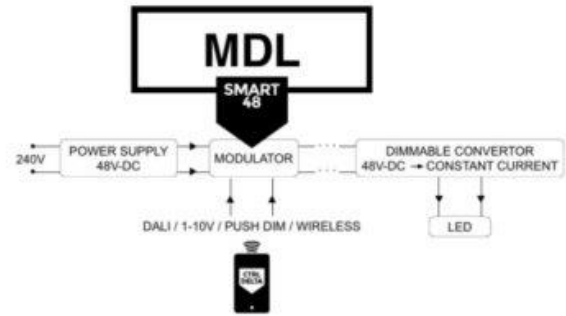 MDL
SMART
48
240V
POWER SUPPLY
48V-DC
MODULATOR
DIMMABLE CONVERTOR
48V-DC → CONSTANT CURRENT
DALI / 1-10V / PUSH DIM / WIRELESS
LED
CTRL
DELTA